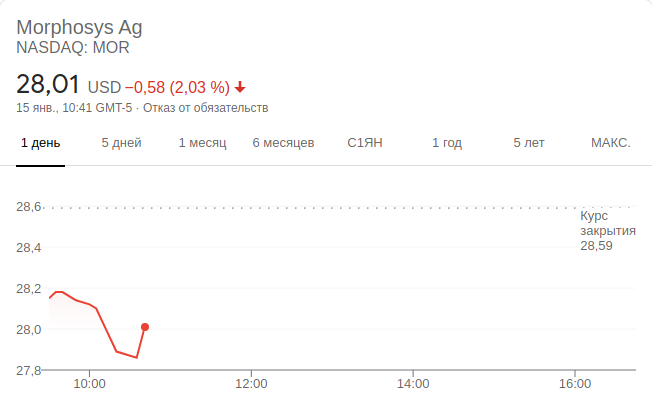 Morphosys Ag
NASDAQ: MOR
28,01 USD −0,58 (2,03 %)
15 янв., 10:41 GMT-5 · Отказ от обязательств
1 день 5 дней 1 месяц 6 месяцев С1ЯН 1 год 5 лет МАКС.
28,6
Курс
закрытия
28,59
28,4
28,2
28,0
27,8
10:00 12:00 14:00 16:00